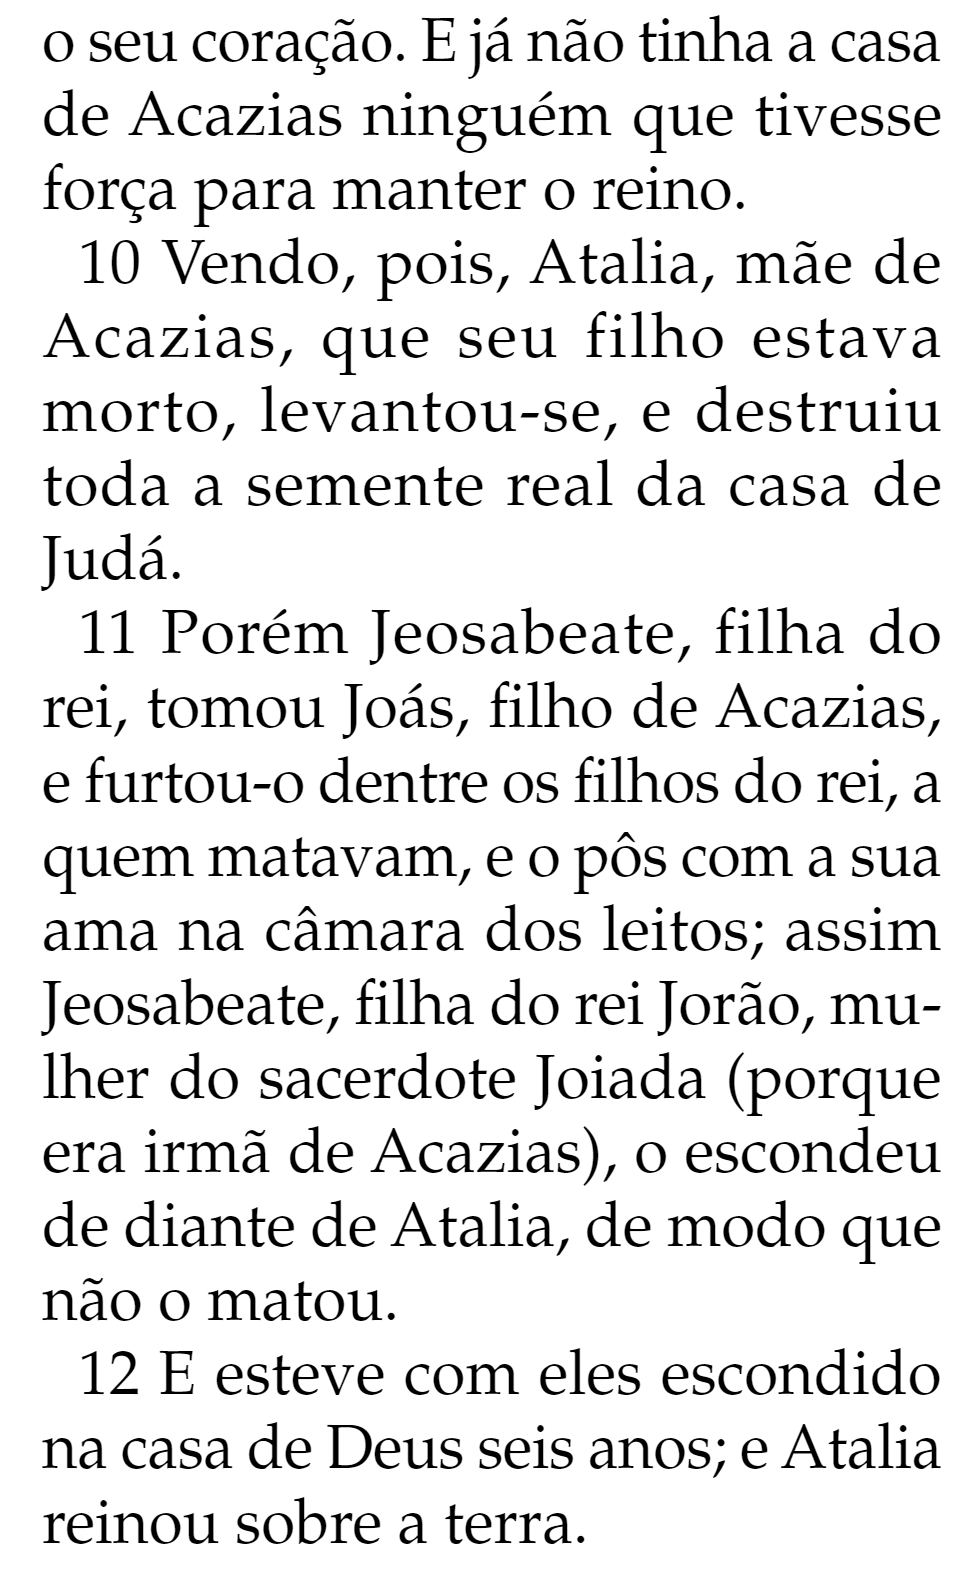 o seu coração. E já não tinha a casa
de Acazias ninguém que tivesse
força para manter o reino.
10 Vendo, pois, Atalia, mãe de
Acazias, que seu filho estava
morto, levantou-se, e destruiu
toda a semente real da casa de
Judá.
11 Porém Jeosabeate, filha do
rei, tomou Joás, filho de Acazias,
e furtou-o dentre os filhos do rei, a
quem matavam, e o pôs com a sua
ama na câmara dos leitos; assim
Jeosabeate, filha do rei Jorão, mu-
lher do sacerdote Joiada (porque
era irmã de Acazias), o escondeu
de diante de Atalia, de modo que
não o matou.
12 E esteve com eles escondido
na casa de Deus seis anos; e Atalia
reinou sobre a terra.